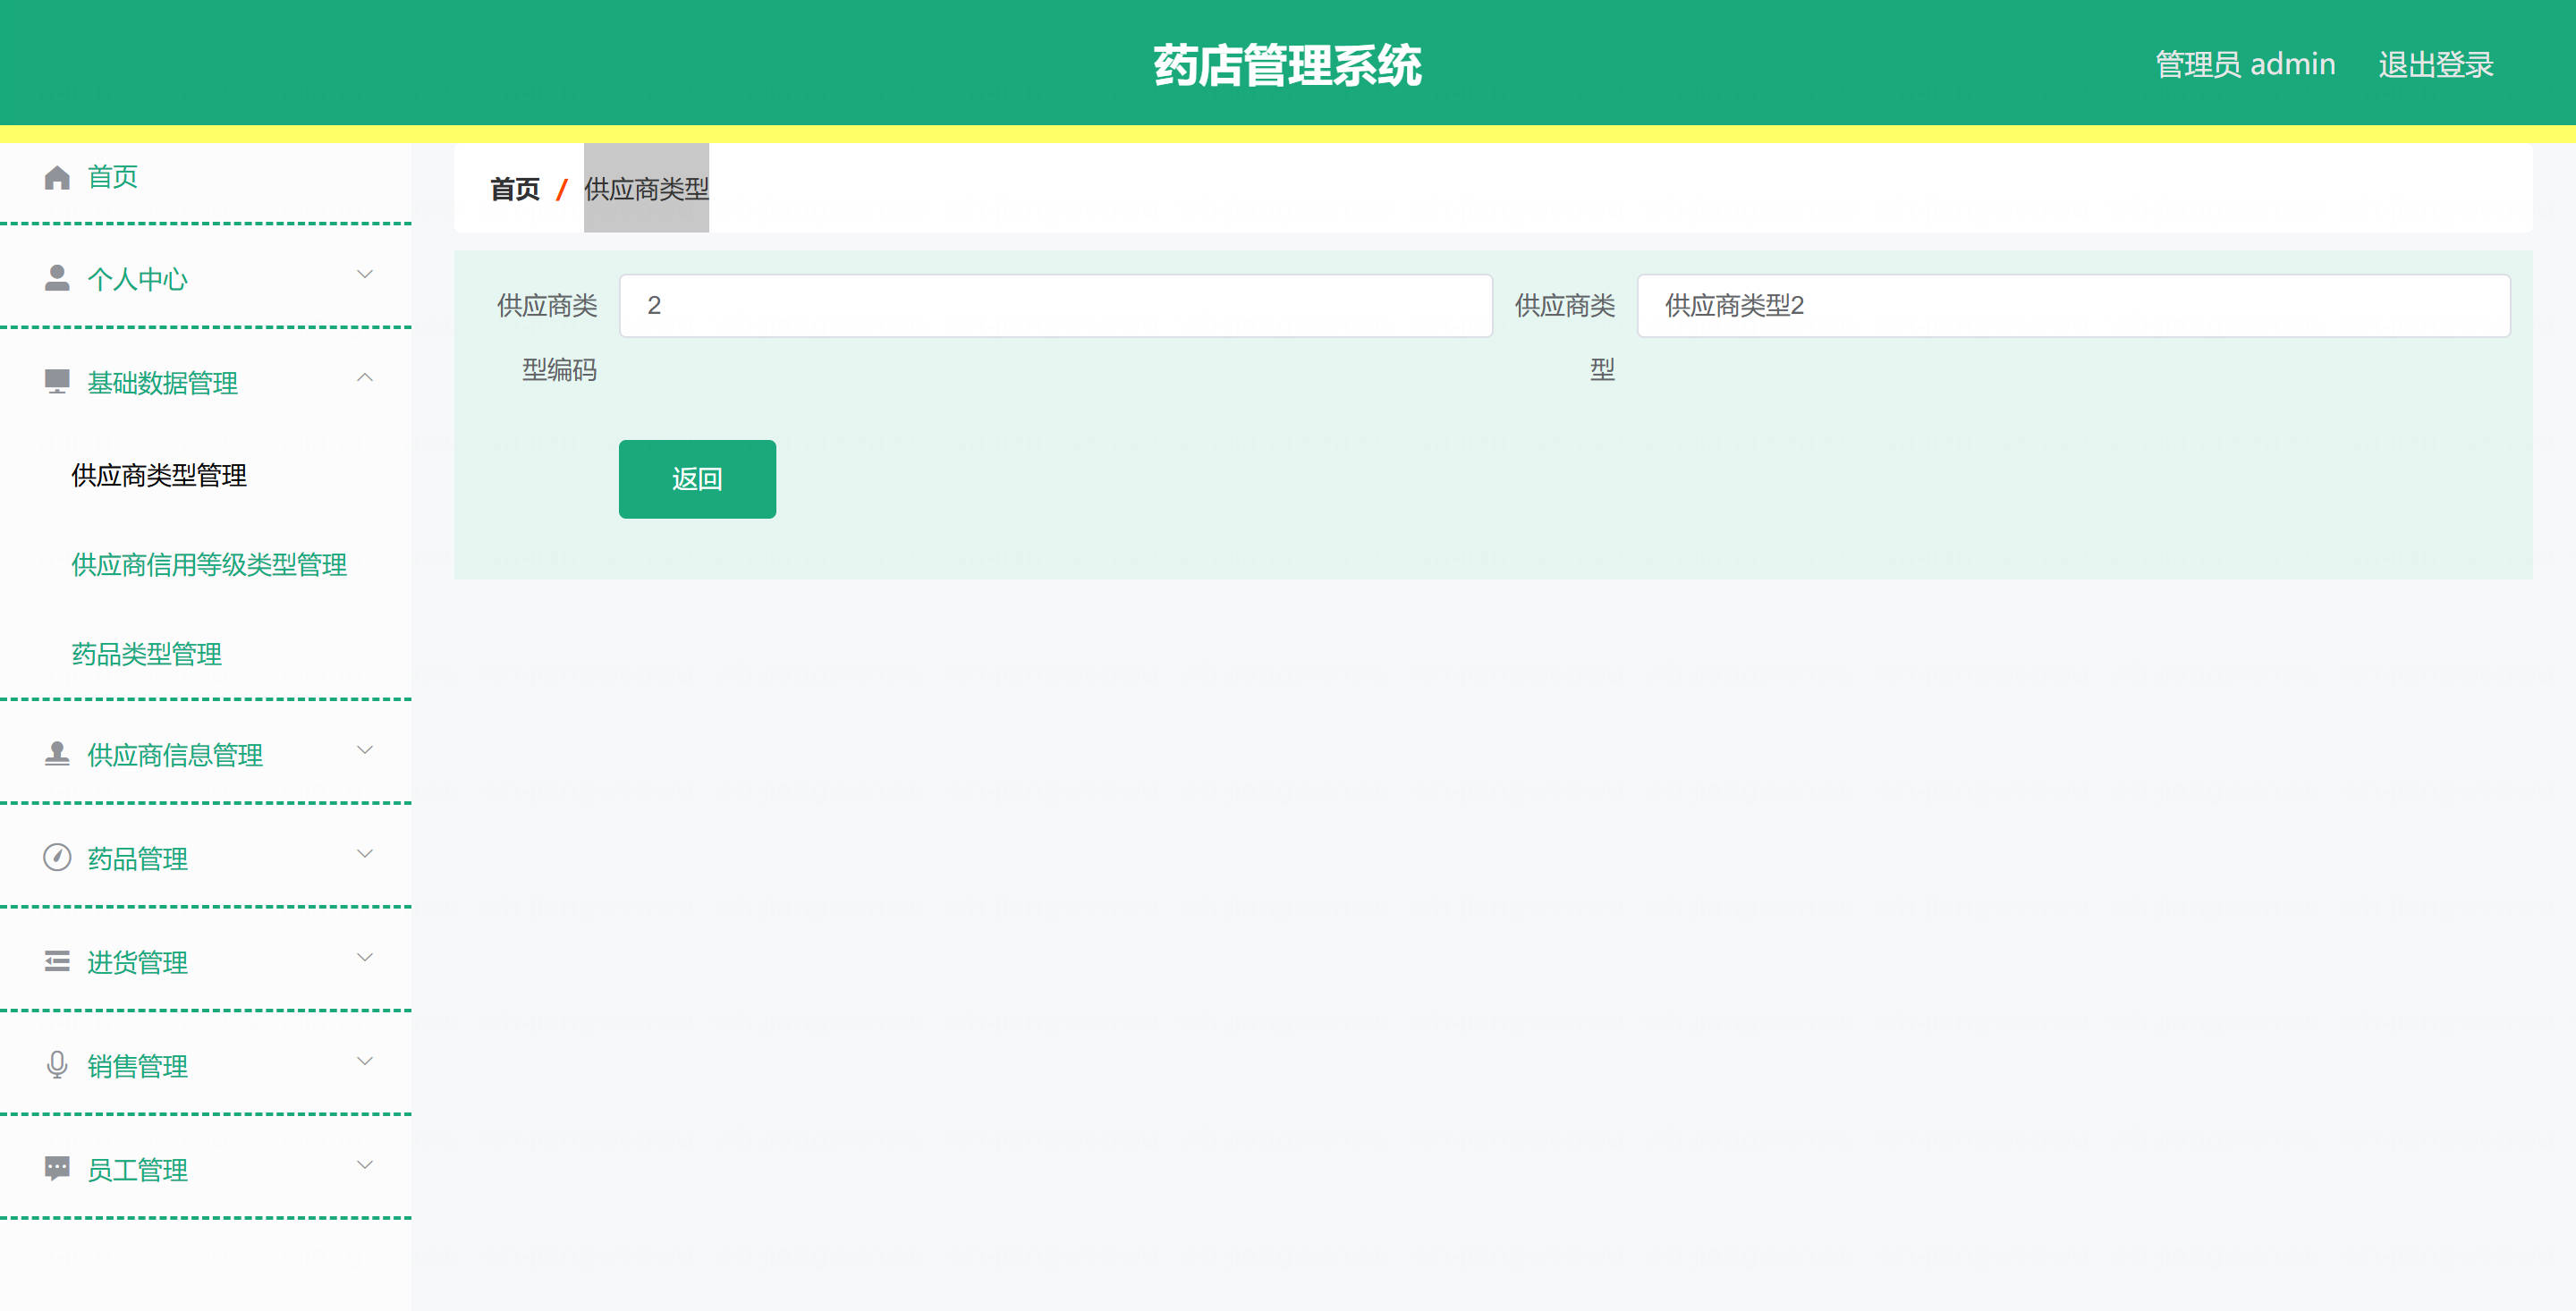 药店管理系统
管理员 admin
退出登录
首页
个人中心
基础数据管理
供应商类型管理
供应商信用等级类型管理
药品类型管理
供应商信息管理
药品管理
进货管理
销售管理
员工管理
首页 / 供应商类型
供应商类
型编码
2
供应商类
型
供应商类型2
返回